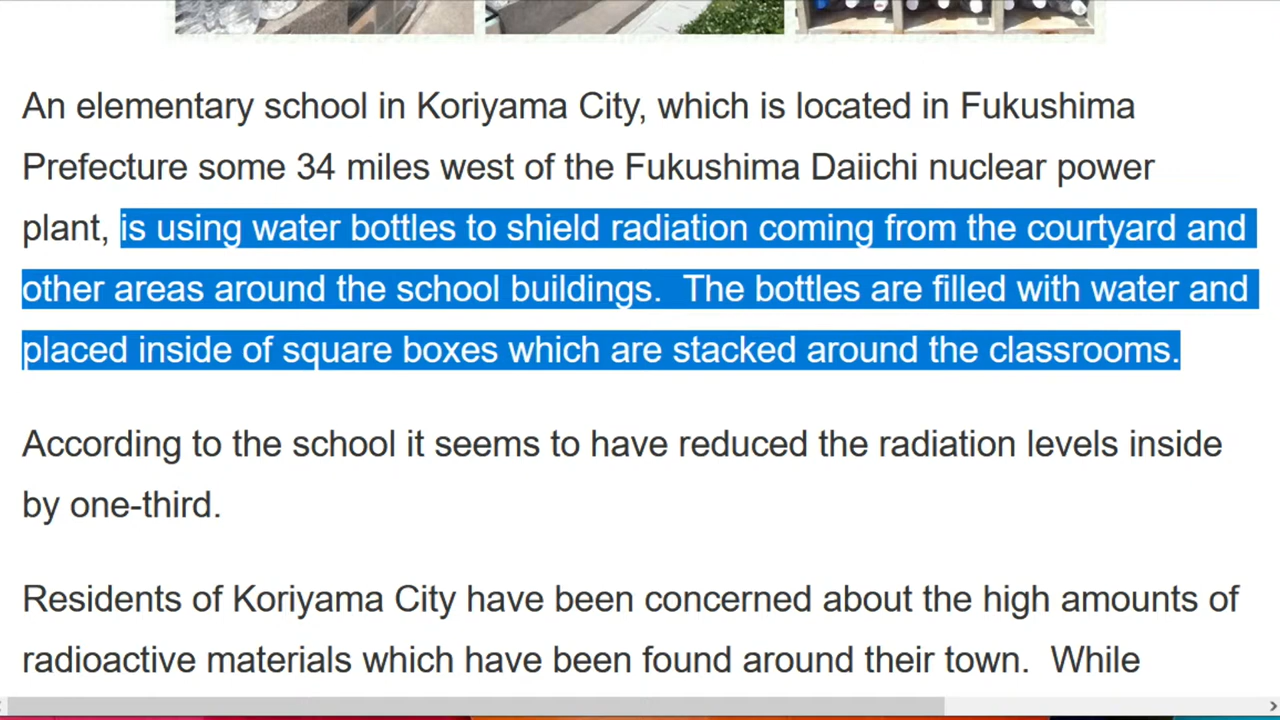 An elementary school in Koriyama City, which is located in Fukushima
Prefecture some 34 miles west of the Fukushima Daiichi nuclear power
plant, is using water bottles to shield radiation coming from the courtyard and
other areas around the school buildings.  The bottles are filled with water and
placed inside of square boxes which are stacked around the classrooms.
According to the school it seems to have reduced the radiation levels inside
by one-third.
Residents of Koriyama City have been concerned about the high amounts of
radioactive materials which have been found around their town.  While